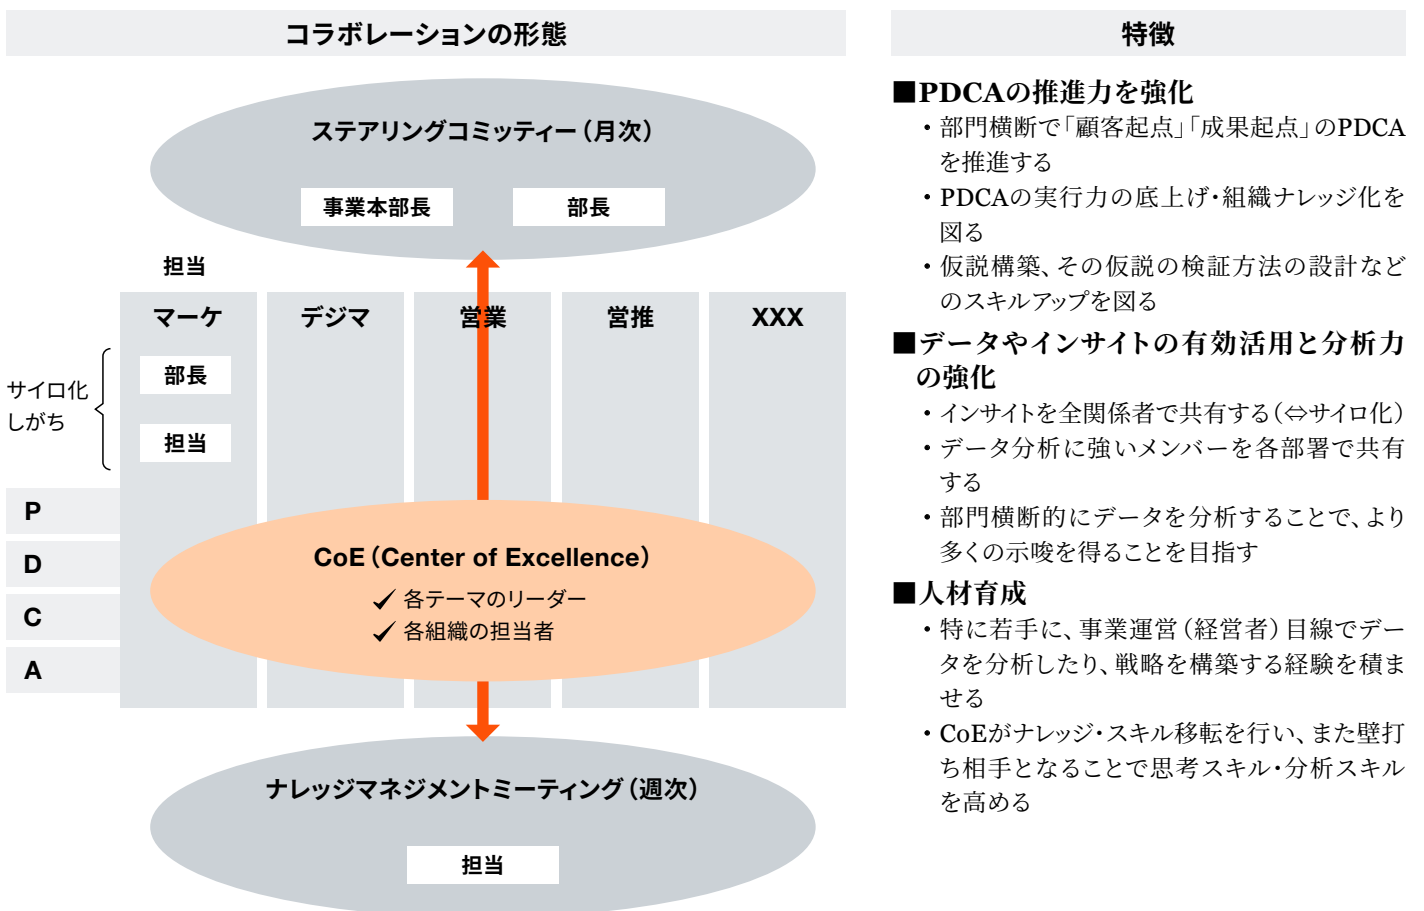 コラボレーションの形態
ステアリングコミッティー（月次）
事業本部長
部長
担当
マーケ
デジマ
営業
営推
XXX
部長
担当
サイロ化
しがち
P
D
C
A
CoE（Center of Excellence）
✓ 各テーマのリーダー
✓ 各組織の担当者
ナレッジマネジメントミーティング（週次）
担当
特徴
■PDCAの推進力を強化
・部門横断で「顧客起点」「成果起点」のPDCA
を推進する
・PDCAの実行力の底上げ・組織ナレッジ化を
図る
・仮説構築、その仮説の検証方法の設計など
のスキルアップを図る
■データやインサイトの有効活用と分析力
の強化
・インサイトを全関係者で共有する（⇔サイロ化）
・データ分析に強いメンバーを各部署で共有
する
・部門横断的にデータを分析することで、より
多くの示唆を得ることを目指す
■人材育成
・特に若手に、事業運営（経営者）目線でデー
タを分析したり、戦略を構築する経験を積ま
せる
・CoEがナレッジ・スキル移転を行い、また壁打
ち相手となることで思考スキル・分析スキル
を高める